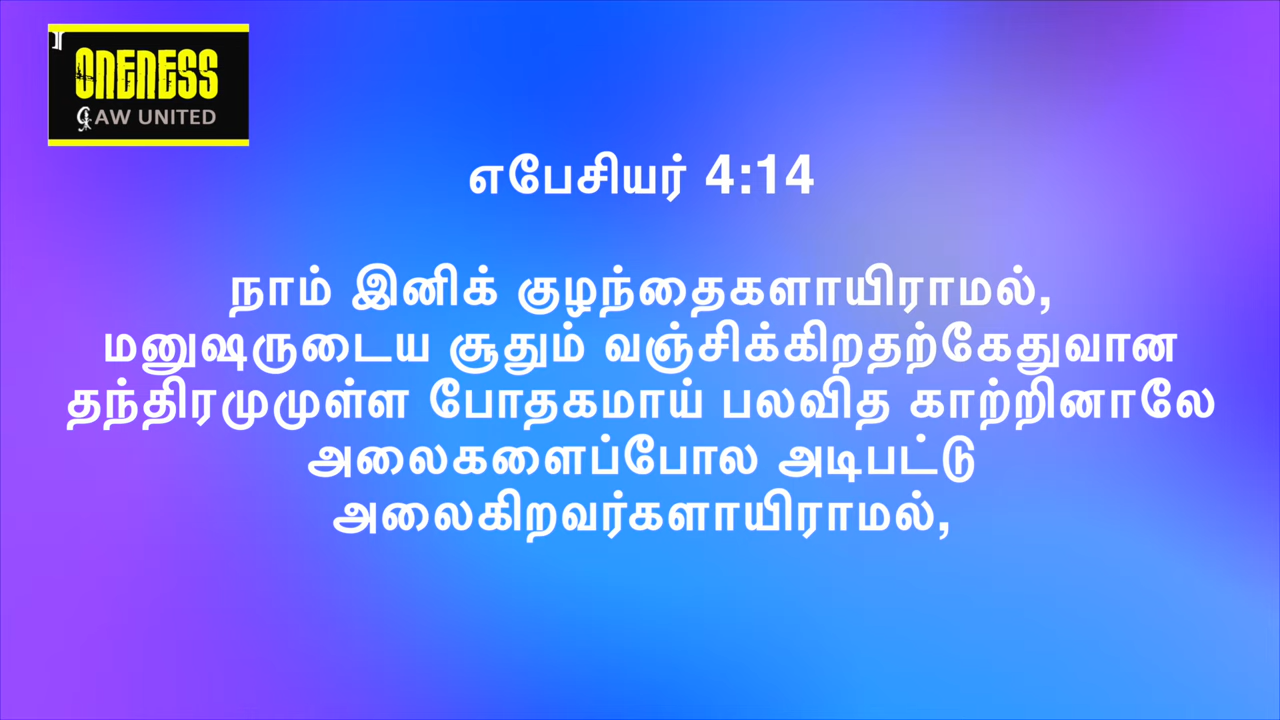 ONENESS
AW UNITED
எபேசியர் 4:14
நாம் இனிக் குழந்தைகளாயிராமல்,
மனுஷருடைய சூதும் வஞ்சிக்கிறதற்கேதுவான
தந்திரமுமுள்ள போதகமாய் பலவித காற்றினாலே
அலைகளைப்போல அடிபட்டு
அலைகிறவர்களாயிராமல்,